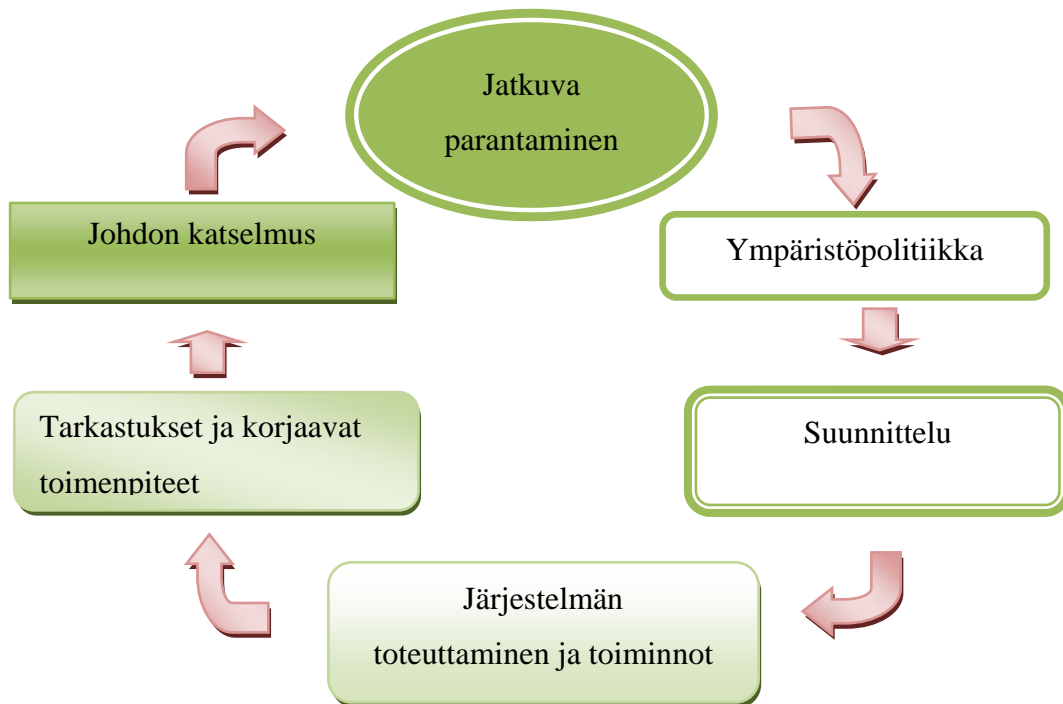 Jatkuva
parantaminen
Johdon katselmus
Ympäristöpolitiikka
Tarkastukset ja korjaavat
toimenpiteet
Suunnittelu
Järjestelmän
toteuttaminen ja toiminnot